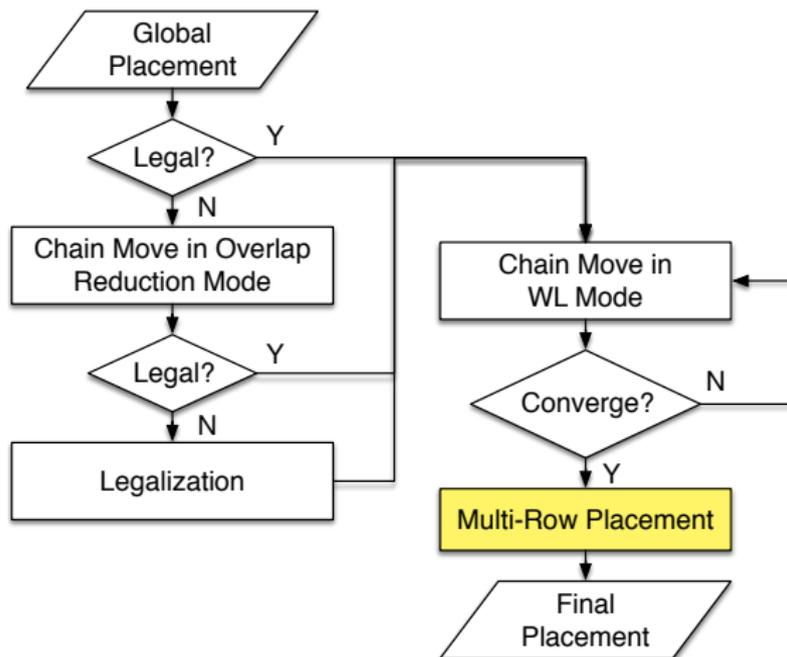 Global
Placement
Legal?
Y
N
Chain Move in Overlap
Reduction Mode
Legal?
Y
N
Legalization
Chain Move in
WL Mode
Converge?
N
Y
Multi-Row Placement
Final
Placement